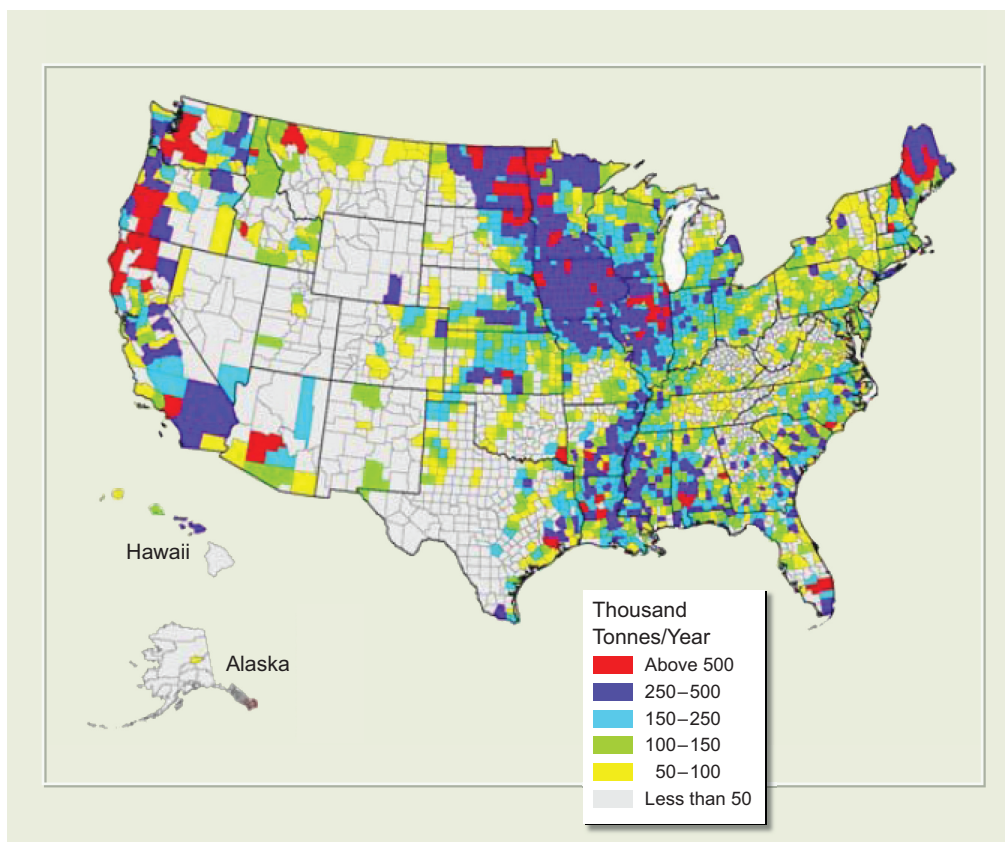 Hawaii
Alaska
Thousand
Tonnes/Year
Above 500
250–500
150–250
100–150
50–100
Less than 50